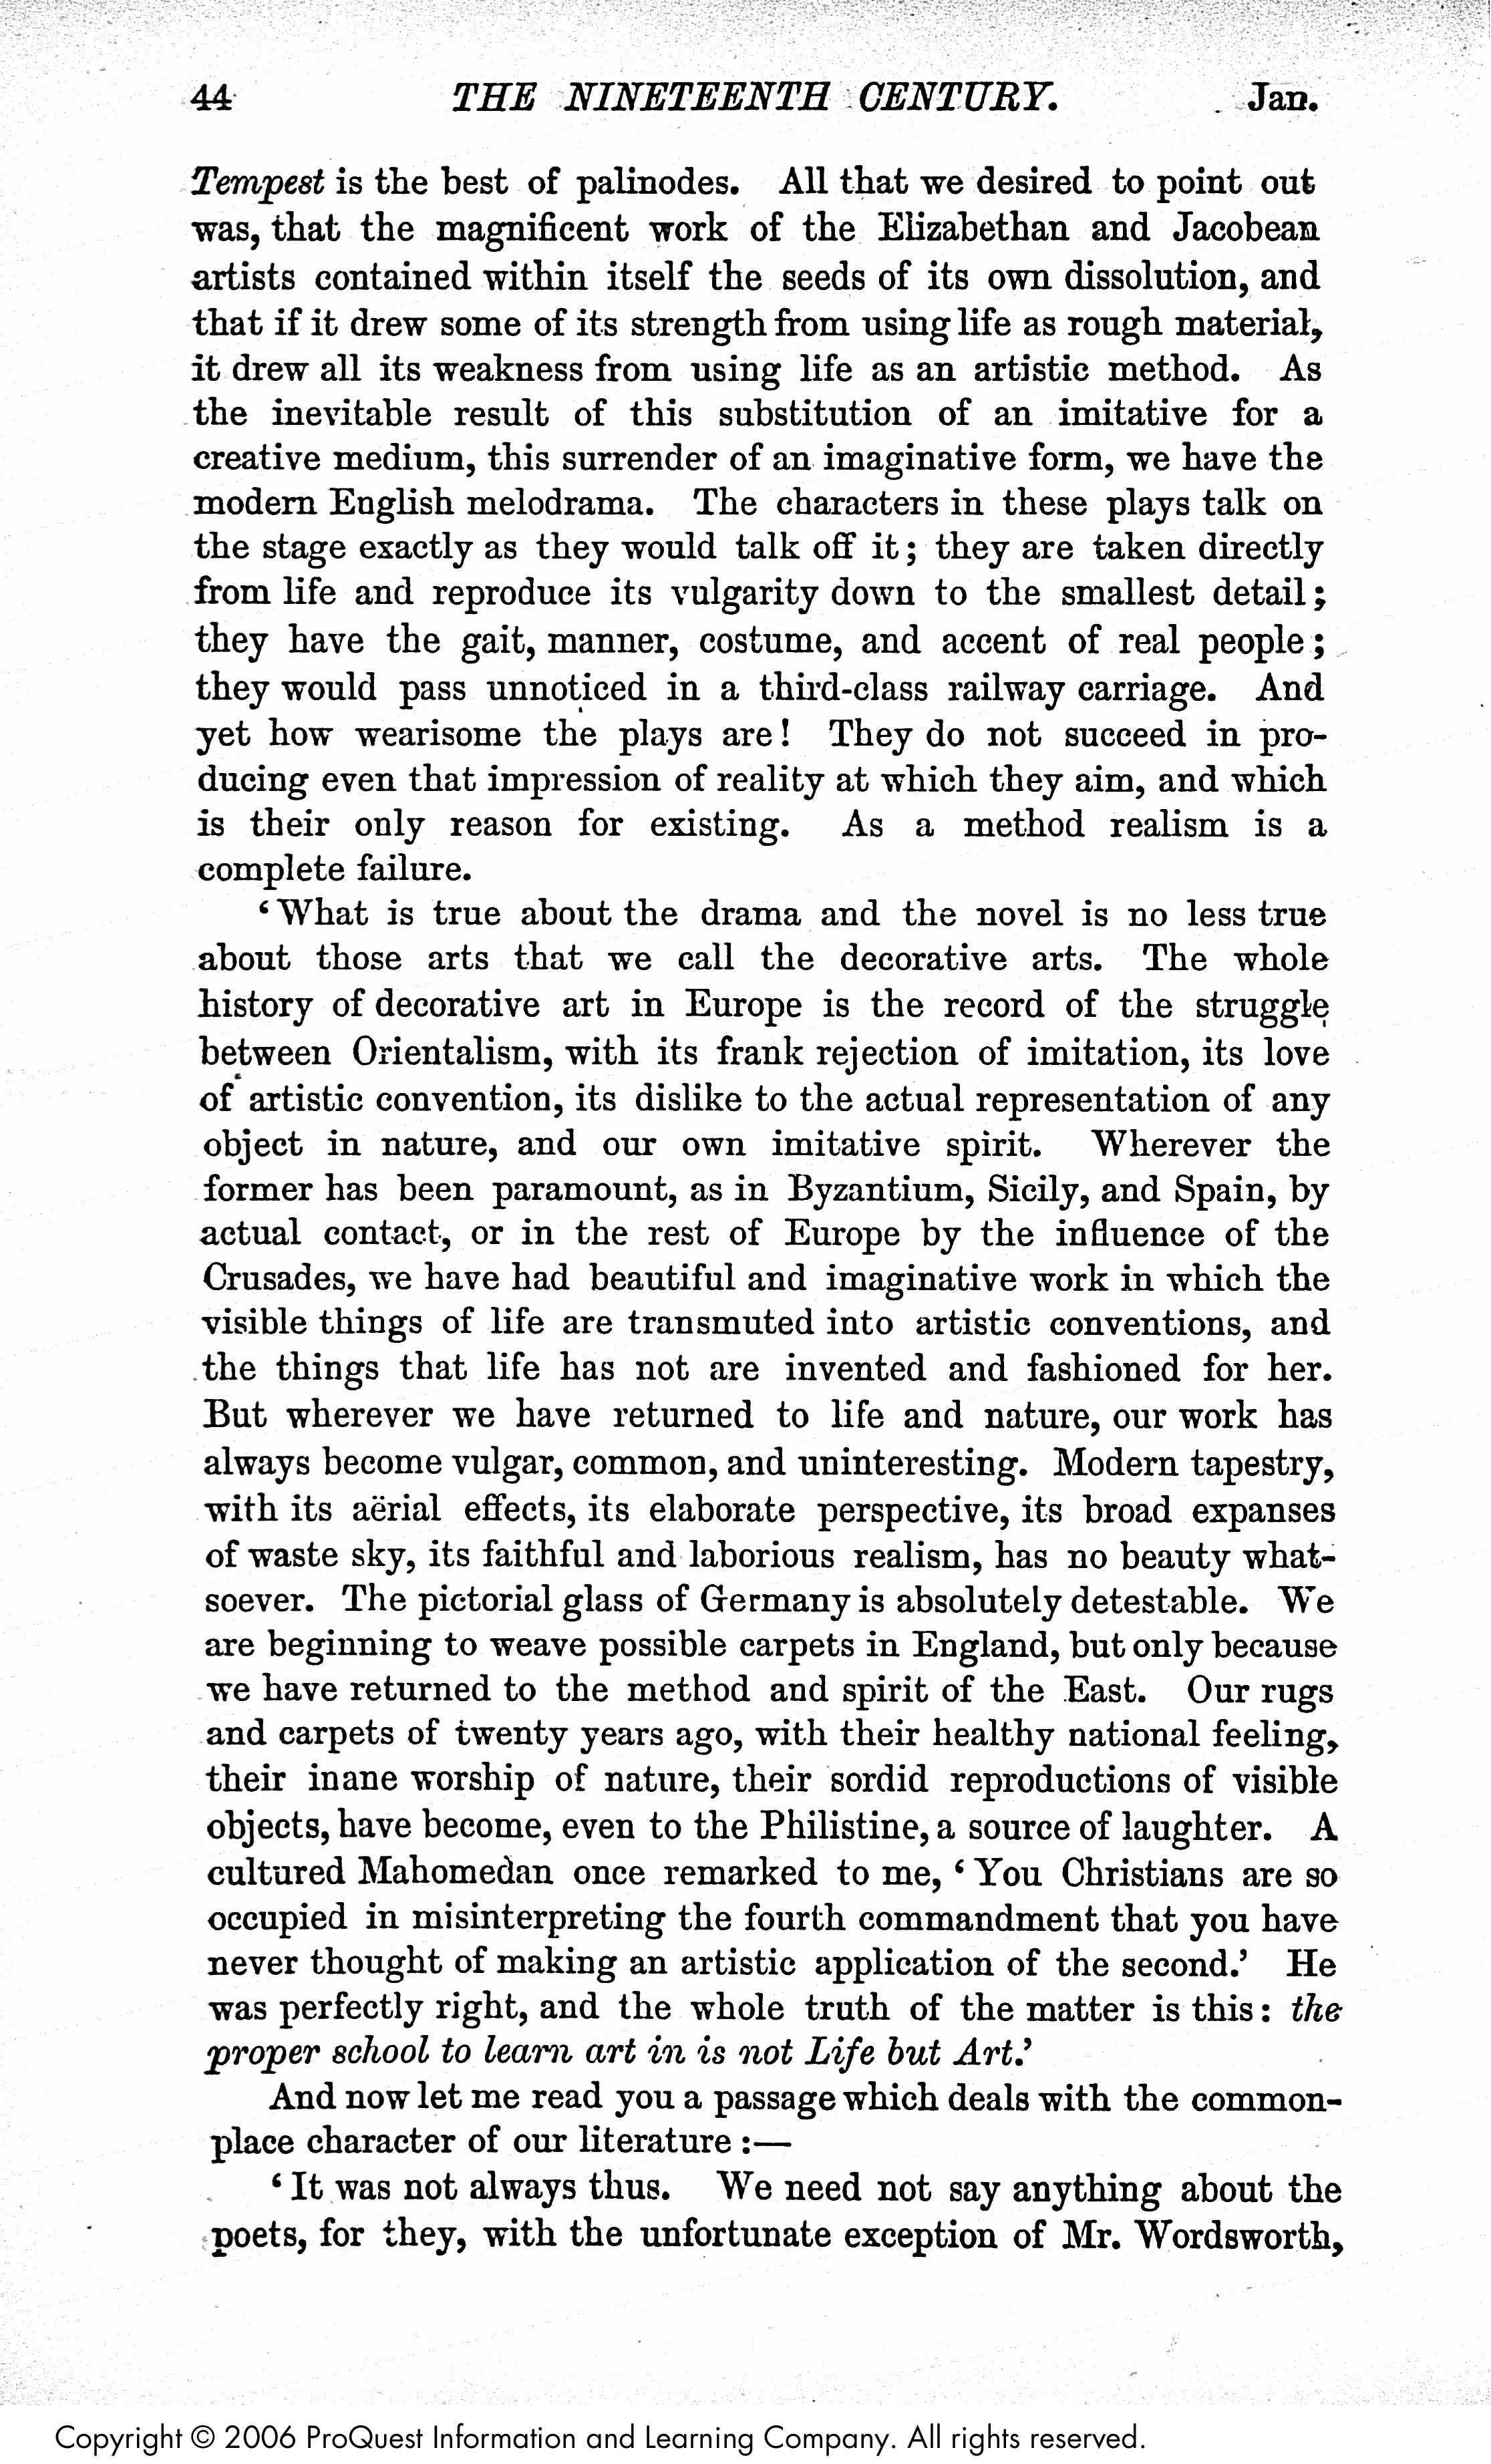 44 THE NINETEENTH CENTURY. Jan.
Tempest is the best of palinodes. All that we desired to point out
was, that the magnificent work of the Elizabethan and Jacobean
artists contained within itself the seeds of its own dissolution, and
that if it drew some of its strength from using life as rough material,
it drew all its weakness from using life as an artistic method. As
the inevitable result of this substitution of an imitative for a
creative medium, this surrender of an imaginative form, we have the
modern English melodrama. The characters in these plays talk on
the stage exactly as they would talk off it; they are taken directly
from life and reproduce its vulgarity down to the smallest detail;
they have the gait, manner, costume, and accent of real people;
they would pass unnoticed in a third-class railway carriage. And
yet how wearisome the plays are! They do not succeed in pro-
ducing even that impression of reality at which they aim, and which
is their only reason for existing. As a method realism is a
complete failure.
‘What is true about the drama and the novel is no less true
about those arts that we call the decorative arts. The whole
history of decorative art in Europe is the record of the struggle
between Orientalism, with its frank rejection of imitation, its love
of artistic convention, its dislike to the actual representation of any
object in nature, and our own imitative spirit. Wherever the
former has been paramount, as in Byzantium, Sicily, and Spain, by
actual contact, or in the rest of Europe by the influence of the
Crusades, we have had beautiful and imaginative work in which the
visible things of life are transmuted into artistic conventions, and
the things that life has not are invented and fashioned for her.
But wherever we have returned to life and nature, our work has
always become vulgar, common, and uninteresting. Modern tapestry,
with its aërial effects, its elaborate perspective, its broad expanses
of waste sky, its faithful and laborious realism, has no beauty what-
soever. The pictorial glass of Germany is absolutely detestable. We
are beginning to weave possible carpets in England, but only because
we have returned to the method and spirit of the East. Our rugs
and carpets of twenty years ago, with their healthy national feeling,
their inane worship of nature, their sordid reproductions of visible
objects, have become, even to the Philistine, a source of laughter. A
cultured Mahomedan once remarked to me, ‘You Christians are so
occupied in misinterpreting the fourth commandment that you have
never thought of making an artistic application of the second.’ He
was perfectly right, and the whole truth of the matter is this: the
proper school to learn art in is not Life but Art.’
And now let me read you a passage which deals with the common-
place character of our literature:—
‘It was not always thus. We need not say anything about the
poets, for they, with the unfortunate exception of Mr. Wordsworth,
Copyright © 2006 ProQuest Information and Learning Company. All rights reserved.